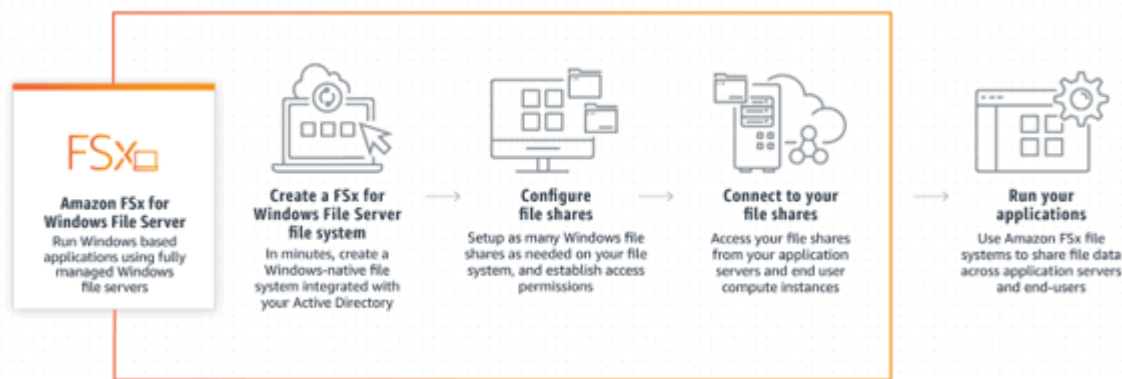 FSx
Amazon FSx for
Windows File Server
Run Windows based
applications using fully
managed Windows
file servers
Create a FSx for
Windows File Server
file system
In minutes, create a
Windows-native file
system integrated with
your Active Directory
Configure
file shares
Setup as many Windows file
shares as needed on your file
system, and establish access
permissions
Connect to your
file shares
Access your file shares
from your application
servers and end user
compute instances
Run your
applications
Use Amazon FSx file
systems to share file data
across application servers
and end-users